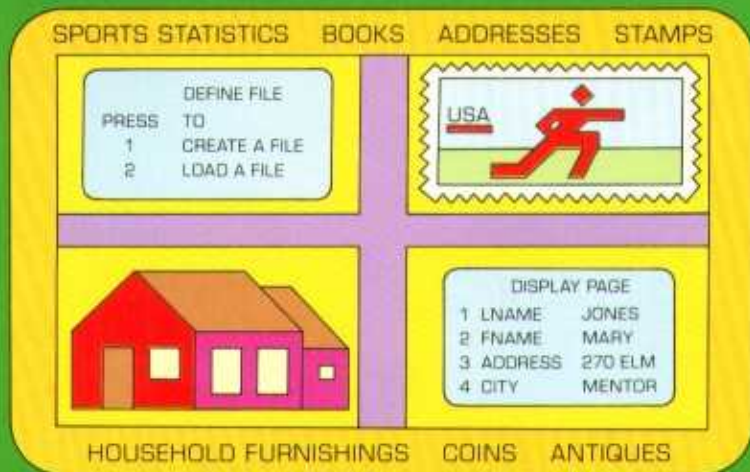 SPORTS STATISTICS BOOKS ADDRESSES STAMPS
DEFINE FILE
PRESS TO
1 CREATE A FILE
2 LOAD A FILE
USA
DISPLAY PAGE
1 LNAME JONES
2 FNAME MARY
3 ADDRESS 270 ELM
4 CITY MENTOR
HOUSEHOLD FURNISHINGS COINS ANTIQUES